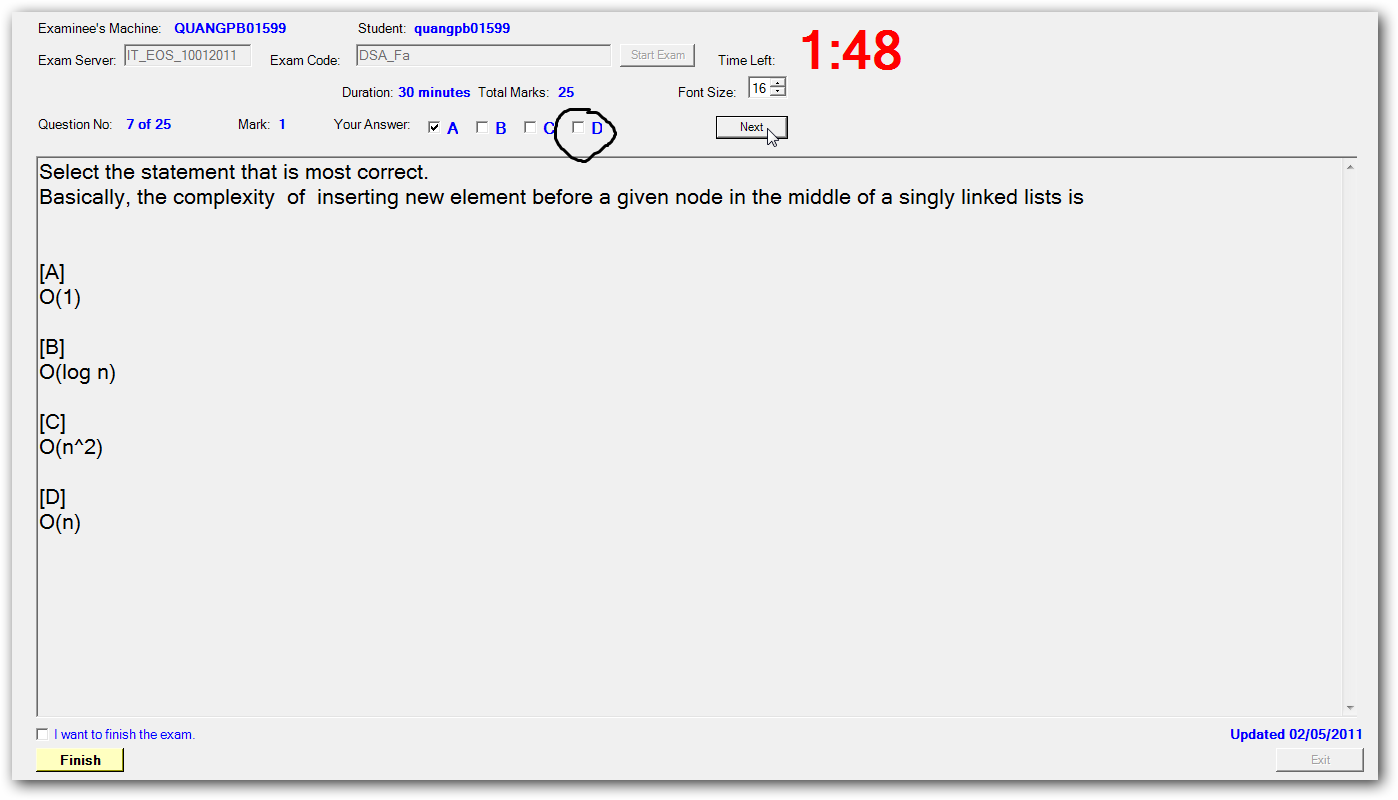 Examinee's Machine: QUANGPB01599 Student: quangpb01599
Exam Server: IT_EOS_10012011 Exam Code: DSA_Fa Start Exam Time Left: 1:48
Duration: 30 minutes Total Marks: 25 Font Size: 16
Question No: 7 of 25 Mark: 1 Your Answer: A B C D Next
Select the statement that is most correct.
Basically, the complexity of inserting new element before a given node in the middle of a singly linked lists is
[A]
O(1)
[B]
O(log n)
[C]
O(n^2)
[D]
O(n)
I want to finish the exam. Updated 02/05/2011
Finish Exit